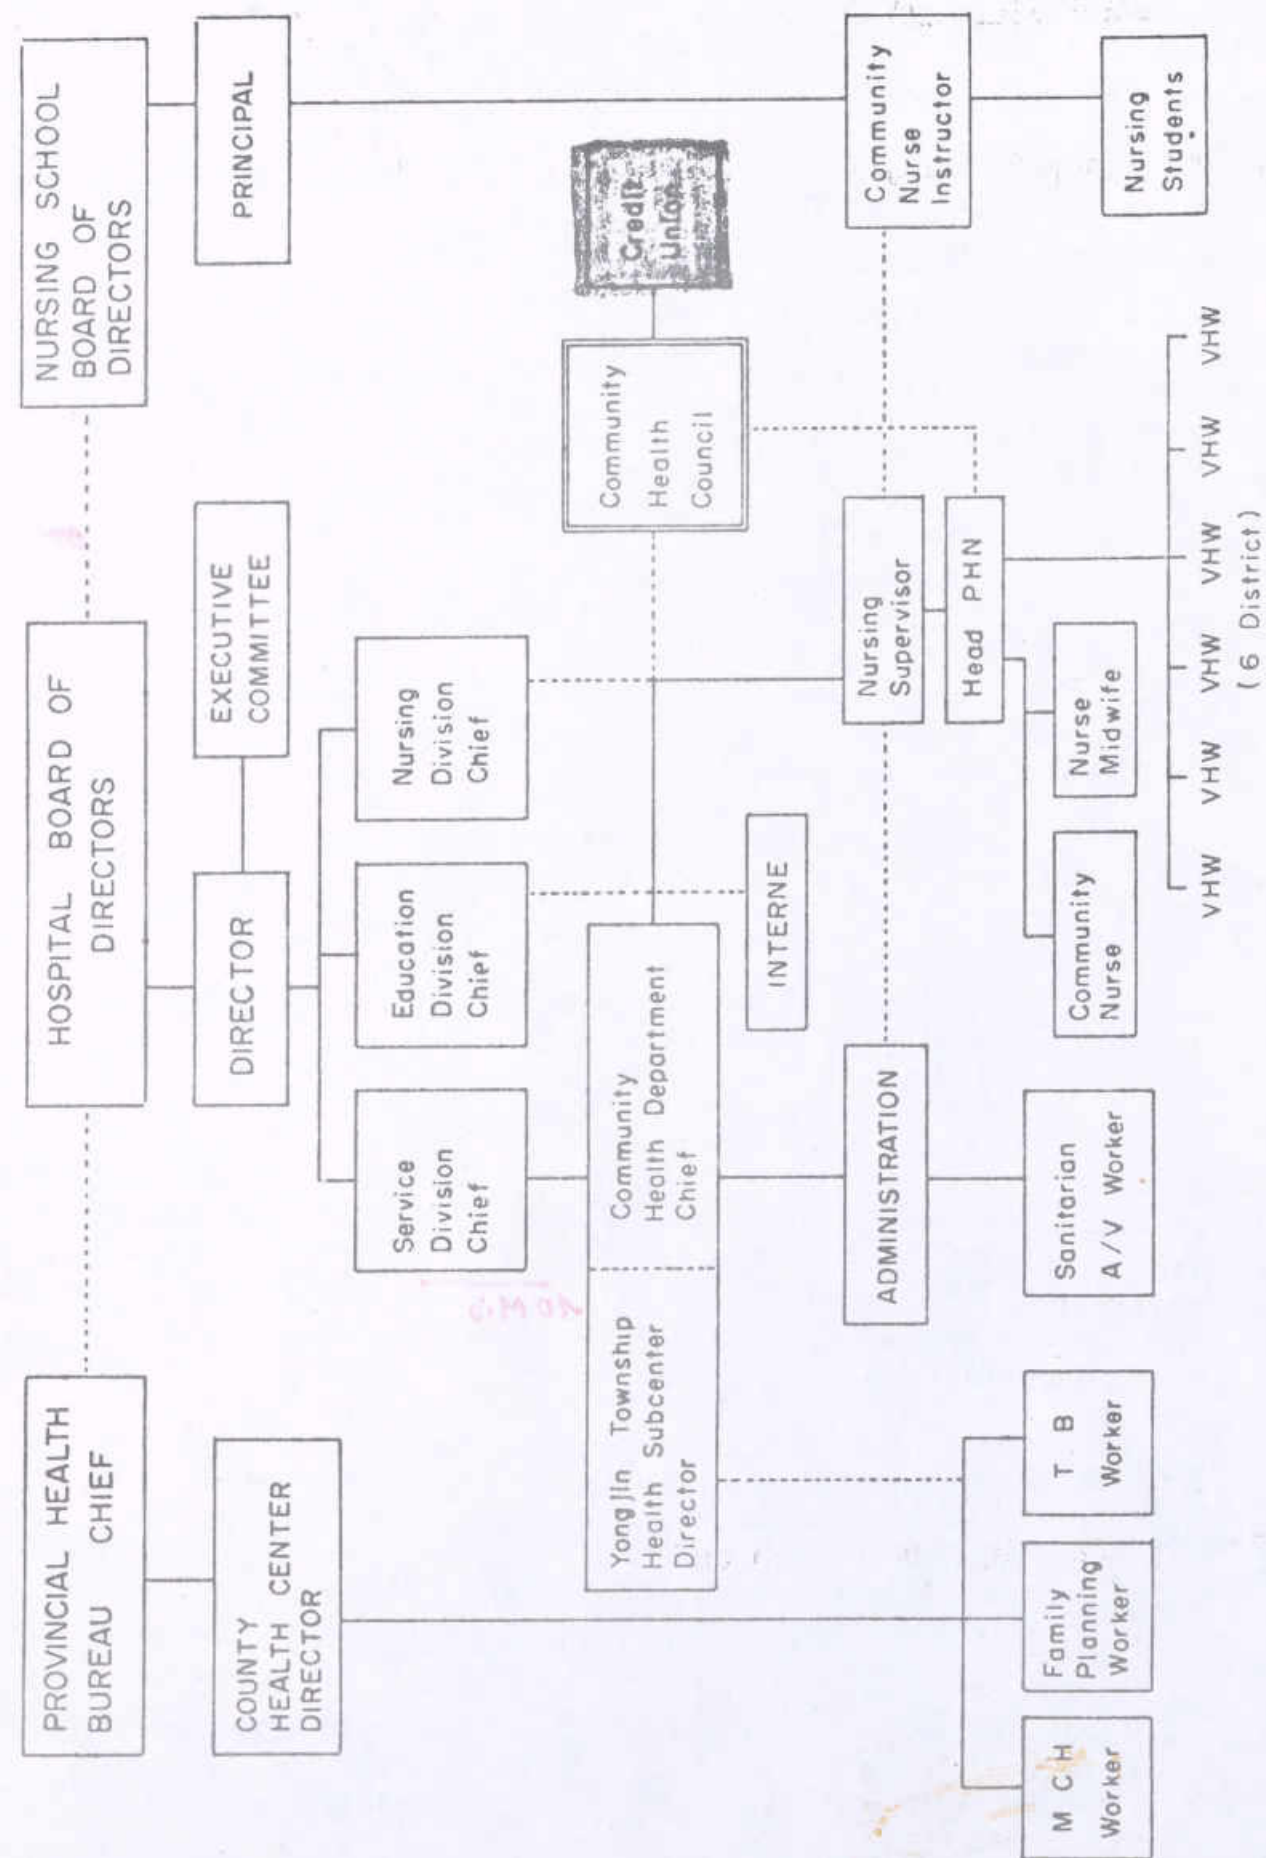 PROVINCIAL HEALTH
BUREAU CHIEF
HOSPITAL BOARD OF
DIRECTORS
NURSING SCHOOL
BOARD OF
DIRECTORS
COUNTY
HEALTH CENTER
DIRECTOR
DIRECTOR
EXECUTIVE
COMMITTEE
PRINCIPAL
Service
Division
Chief
Education
Division
Chief
Nursing
Division
Chief
YongJin Township
Health Subcenter
Director
Community
Health Department
Chief
Community
Health
Council
Credit
Union
INTERNE
ADMINISTRATION
Nursing
Supervisor
Community
Nurse
Instructor
Head PHN
M C H
Worker
Family
Planning
Worker
T B
Worker
Sanitarian
A/V Worker
Community
Nurse
Nurse
Midwife
Nursing
Students
VHW VHW VHW VHW VHW VHW
(6 District)